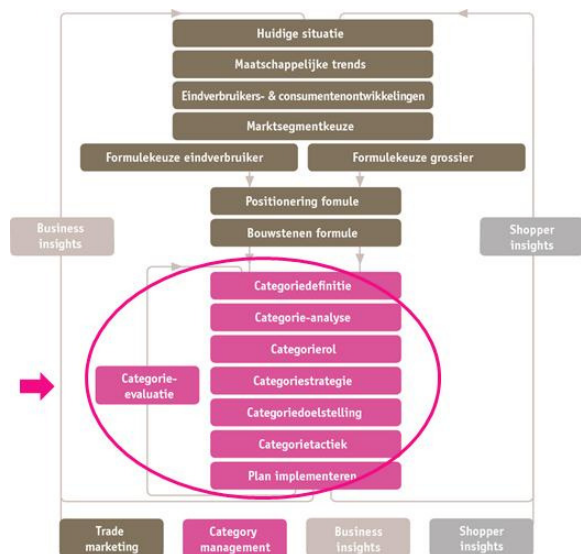 Huidige situatie
Maatschappelijke trends
Eindverbruikers- & consumentenontwikkelingen
Marktsegmentkeuze
Formulekeuze eindverbruiker
Formulekeuze grossier
Positionering fomule
Bouwstenen formule
Business
insights
Shopper
insights
Categoriedefinitie
Categorie-analyse
Categorierol
Categoriestrategie
Categoriedoelstelling
Categorietactiek
Plan implementeren
Categorie-
evaluatie
Trade
marketing
Category
management
Business
insights
Shopper
insights